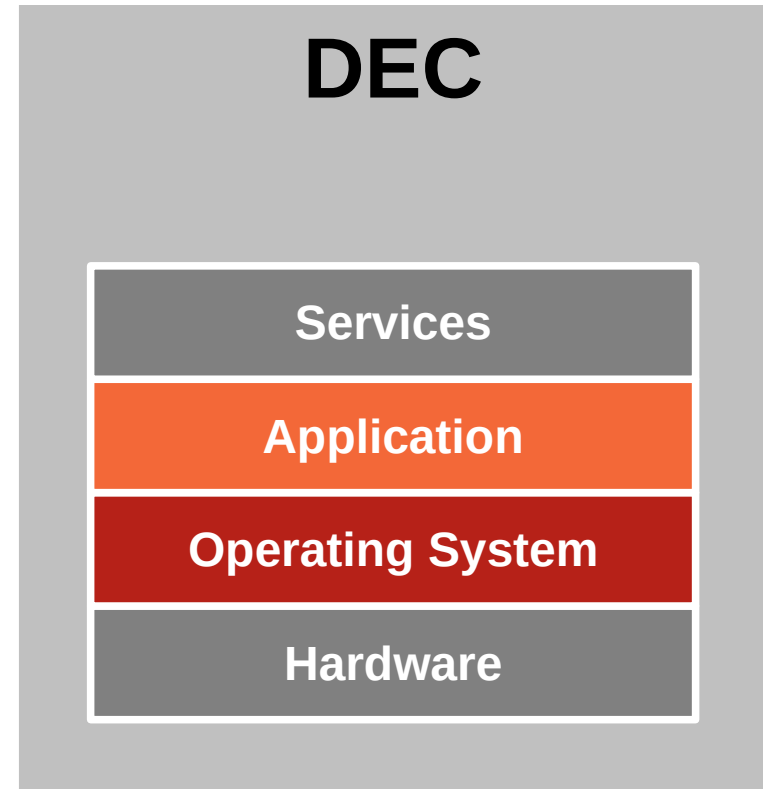 DEC
Services
Application
Operating System
Hardware